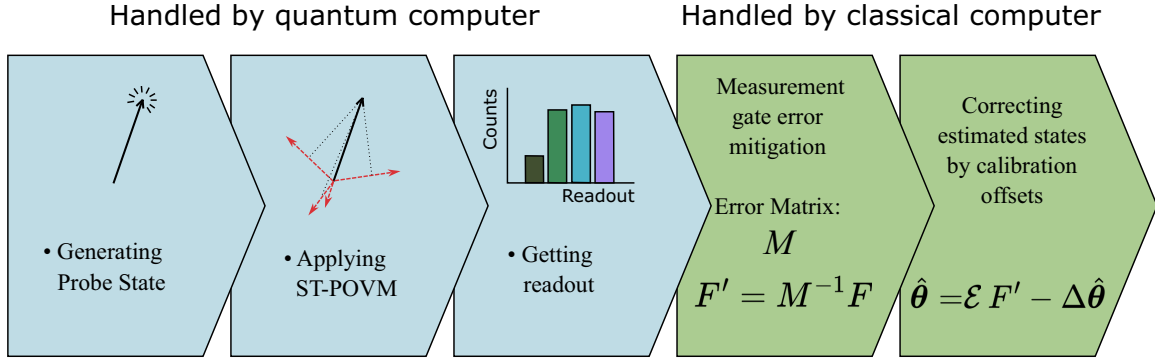 Handled by quantum computer
Handled by classical computer
• Generating
Probe State
• Applying
ST-POVM
Counts
Readout
• Getting
readout
Measurement
gate error
mitigation
Error Matrix:
M
F′ = M⁻¹F
Correcting
estimated states
by calibration
offsets
θ̂ =ℰ F′ − Δθ̂